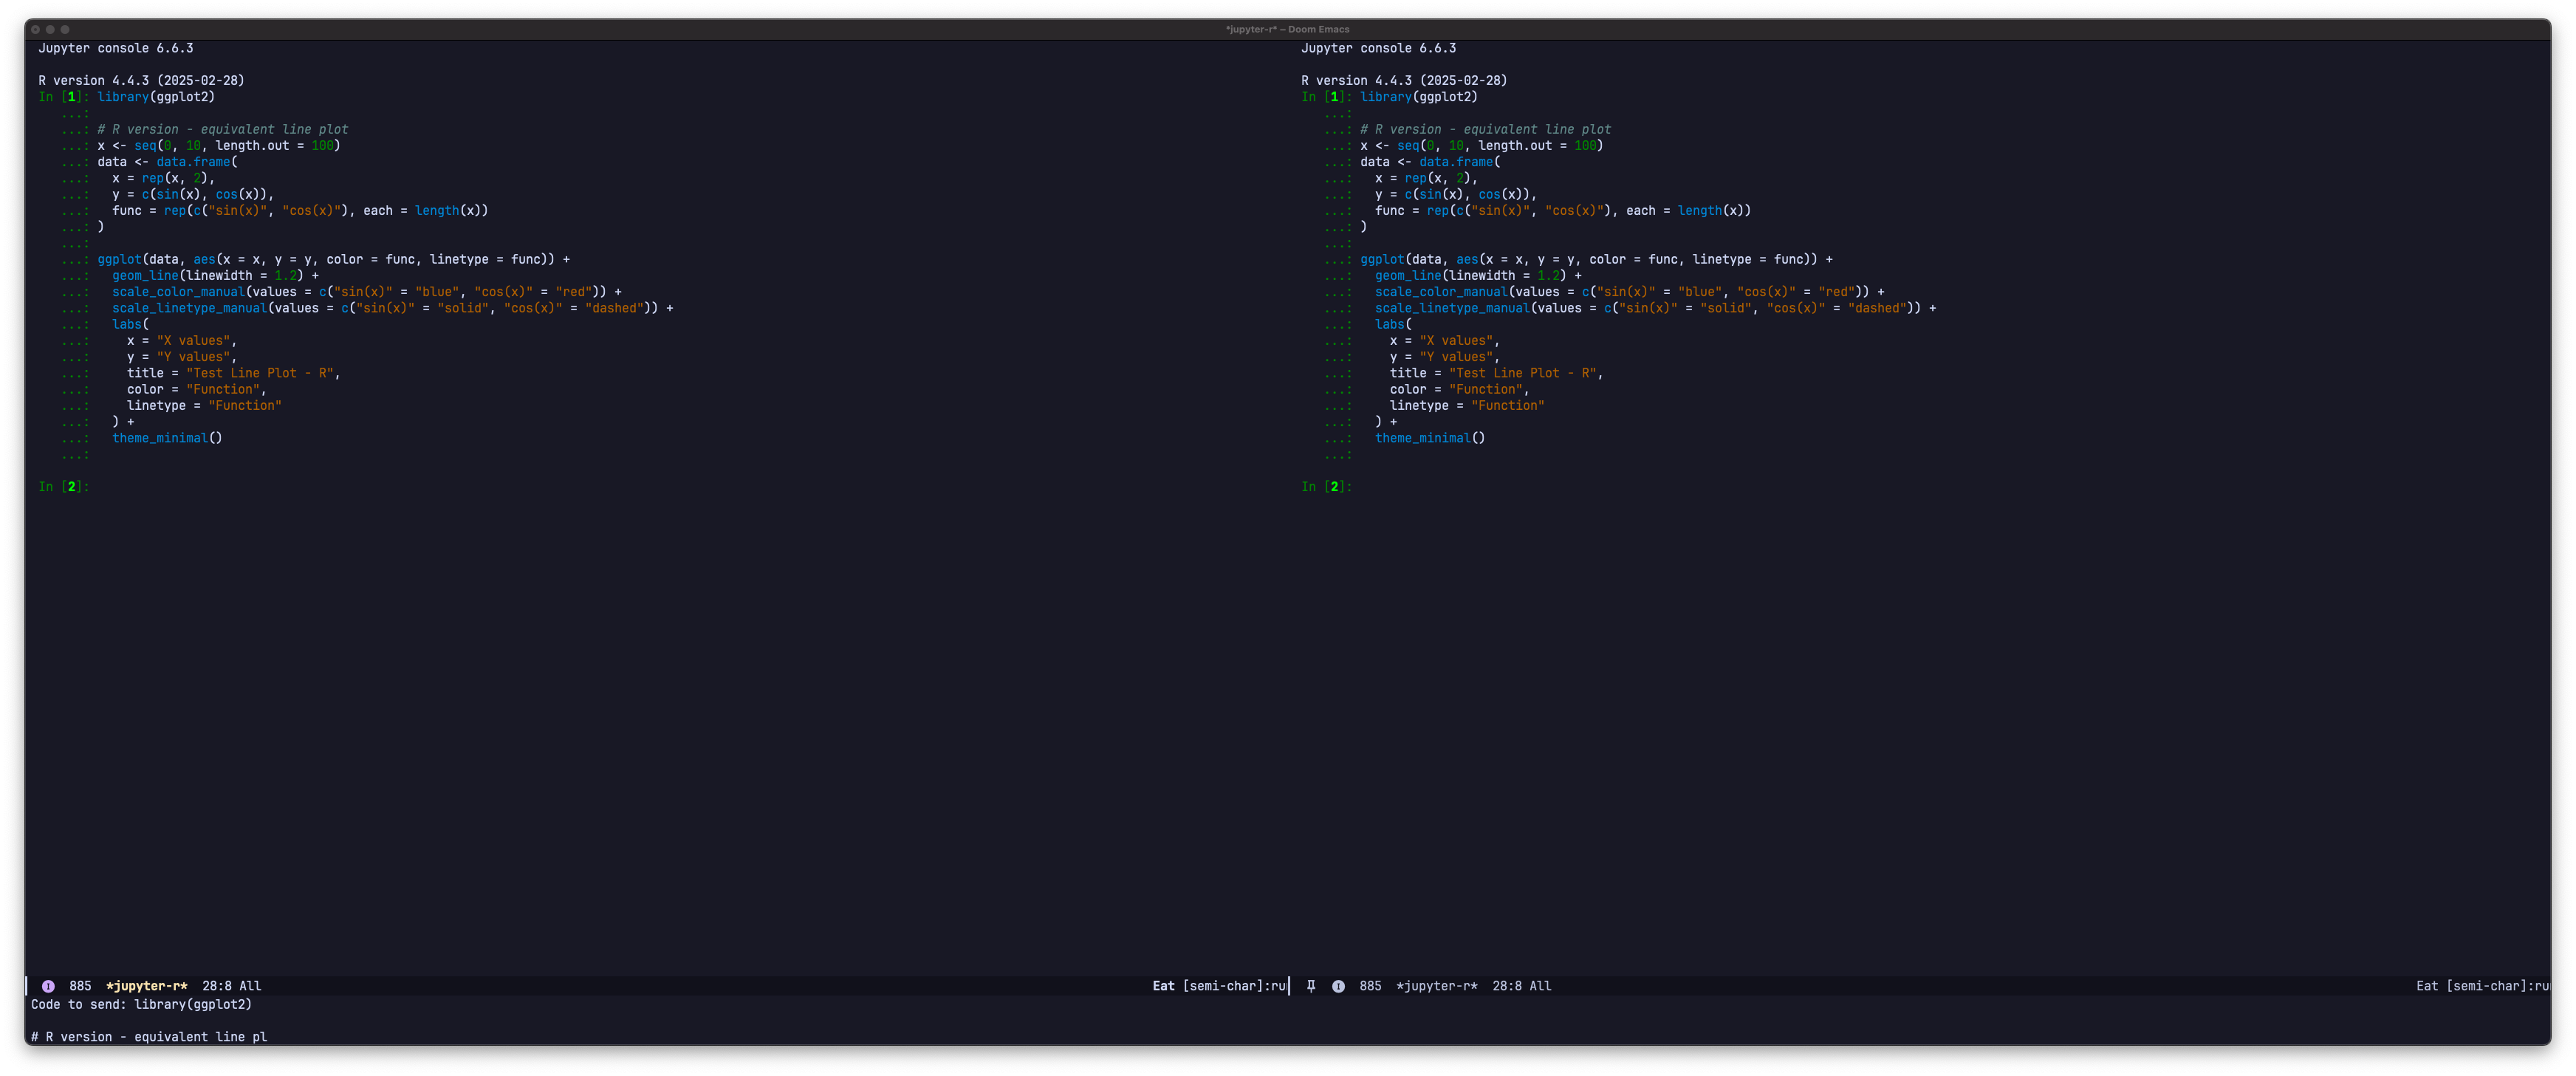 *jupyter-r* – Doom Emacs
Jupyter console 6.6.3

R version 4.4.3 (2025-02-28)
In [1]: library(ggplot2)
   ...:
   ...: # R version - equivalent line plot
   ...: x <- seq(0, 10, length.out = 100)
   ...: data <- data.frame(
   ...:   x = rep(x, 2),
   ...:   y = c(sin(x), cos(x)),
   ...:   func = rep(c("sin(x)", "cos(x)"), each = length(x))
   ...: )
   ...:
   ...: ggplot(data, aes(x = x, y = y, color = func, linetype = func)) +
   ...:   geom_line(linewidth = 1.2) +
   ...:   scale_color_manual(values = c("sin(x)" = "blue", "cos(x)" = "red")) +
   ...:   scale_linetype_manual(values = c("sin(x)" = "solid", "cos(x)" = "dashed")) +
   ...:   labs(
   ...:     x = "X values",
   ...:     y = "Y values",
   ...:     title = "Test Line Plot - R",
   ...:     color = "Function",
   ...:     linetype = "Function"
   ...:   ) +
   ...:   theme_minimal()
   ...:

In [2]:
885 *jupyter-r* 28:8 All Eat [semi-char]:ru
Jupyter console 6.6.3

R version 4.4.3 (2025-02-28)
In [1]: library(ggplot2)
   ...:
   ...: # R version - equivalent line plot
   ...: x <- seq(0, 10, length.out = 100)
   ...: data <- data.frame(
   ...:   x = rep(x, 2),
   ...:   y = c(sin(x), cos(x)),
   ...:   func = rep(c("sin(x)", "cos(x)"), each = length(x))
   ...: )
   ...:
   ...: ggplot(data, aes(x = x, y = y, color = func, linetype = func)) +
   ...:   geom_line(linewidth = 1.2) +
   ...:   scale_color_manual(values = c("sin(x)" = "blue", "cos(x)" = "red")) +
   ...:   scale_linetype_manual(values = c("sin(x)" = "solid", "cos(x)" = "dashed")) +
   ...:   labs(
   ...:     x = "X values",
   ...:     y = "Y values",
   ...:     title = "Test Line Plot - R",
   ...:     color = "Function",
   ...:     linetype = "Function"
   ...:   ) +
   ...:   theme_minimal()
   ...:

In [2]:
885 *jupyter-r* 28:8 All Eat [semi-char]:ru
Code to send: library(ggplot2)

# R version - equivalent line pl